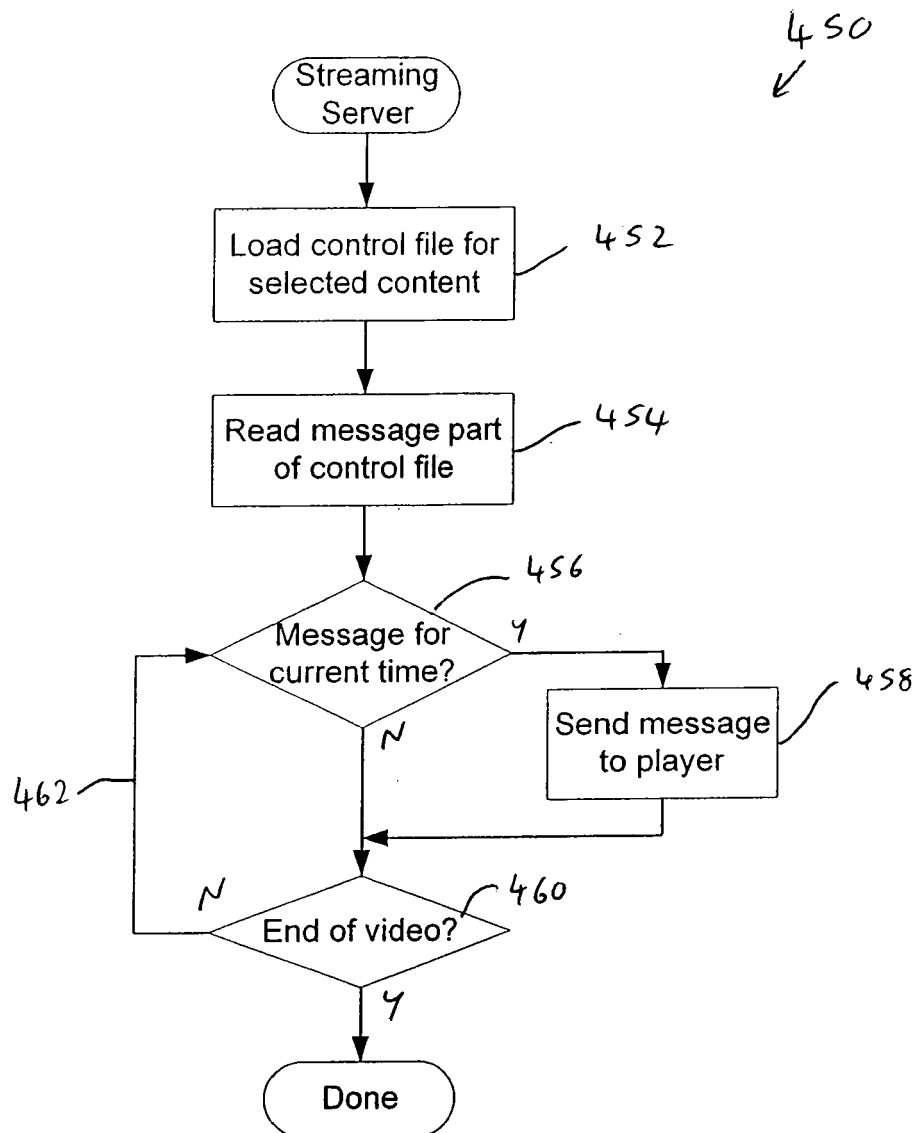 450
Streaming
Server
Load control file for
selected content
452
Read message part
of control file
454
456
Message for
current time?
Y
N
Send message
to player
458
462
N
End of video?
460
Y
Done